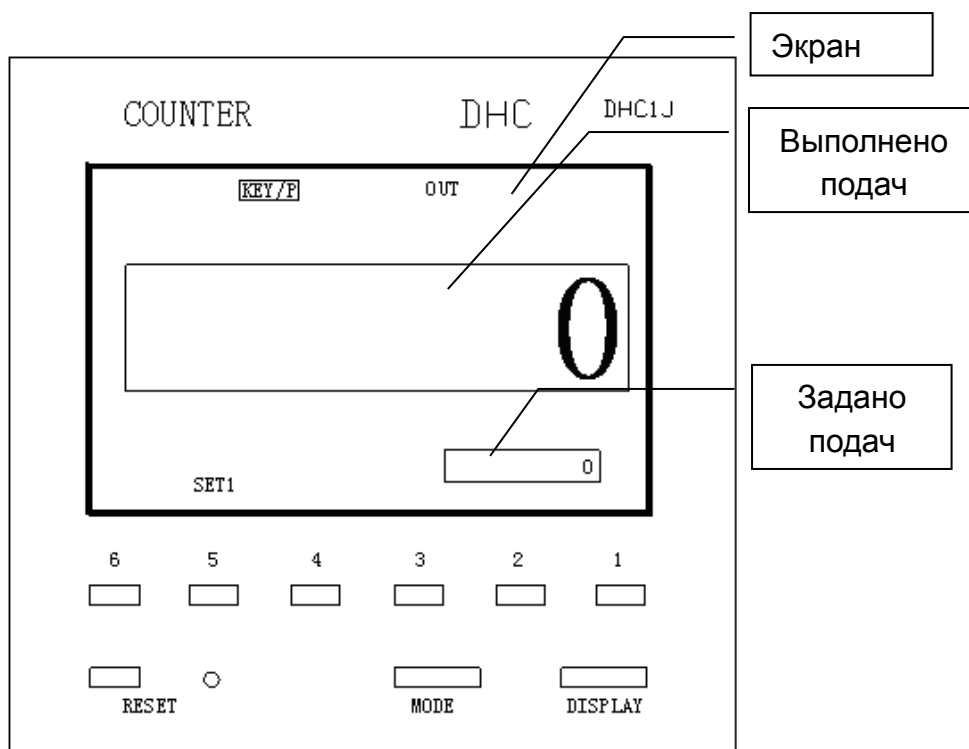 Экран
COUNTER DHC DHC1J
Выполнено
подач
KEY/P OUT
0
Задано
подач
0
SET1
6 5 4 3 2 1
RESET MODE DISPLAY